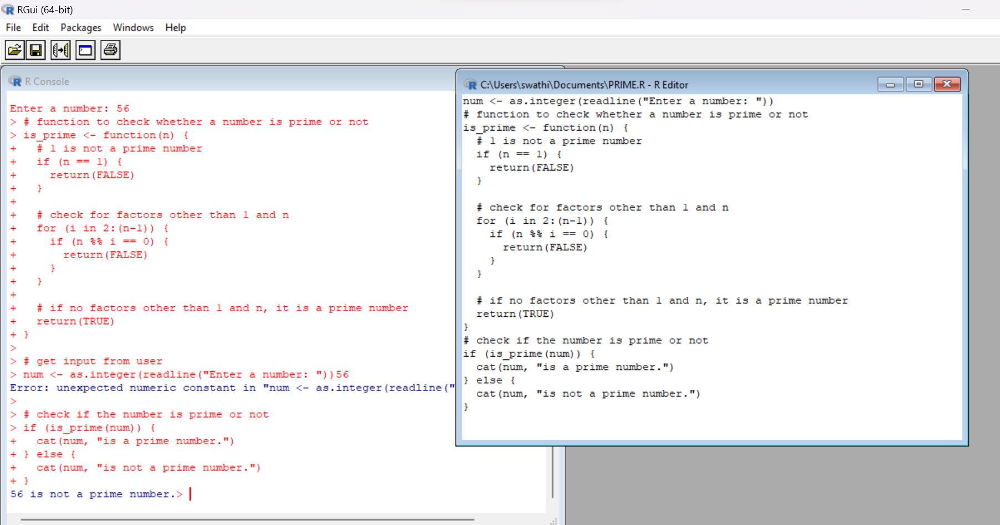 RGui (64-bit)
File Edit Packages Windows Help
R Console
Enter a number: 56
> # function to check whether a number is prime or not
> is_prime <- function(n) {
+   # 1 is not a prime number
+   if (n == 1) {
+     return(FALSE)
+   }
+
+   # check for factors other than 1 and n
+   for (i in 2:(n-1)) {
+     if (n %% i == 0) {
+       return(FALSE)
+     }
+   }
+
+   # if no factors other than 1 and n, it is a prime number
+   return(TRUE)
+ }
>
> # get input from user
> num <- as.integer(readline("Enter a number: "))56
Error: unexpected numeric constant in "num <- as.integer(readline("
>
> # check if the number is prime or not
> if (is_prime(num)) {
+   cat(num, "is a prime number.")
+ } else {
+   cat(num, "is not a prime number.")
+ }
56 is not a prime number.>
C:\Users\swathi\Documents\PRIME.R - R Editor
num <- as.integer(readline("Enter a number: "))
# function to check whether a number is prime or not
is_prime <- function(n) {
  # 1 is not a prime number
  if (n == 1) {
    return(FALSE)
  }

  # check for factors other than 1 and n
  for (i in 2:(n-1)) {
    if (n %% i == 0) {
      return(FALSE)
    }
  }

  # if no factors other than 1 and n, it is a prime number
  return(TRUE)
}
# check if the number is prime or not
if (is_prime(num)) {
  cat(num, "is a prime number.")
} else {
  cat(num, "is not a prime number.")
}